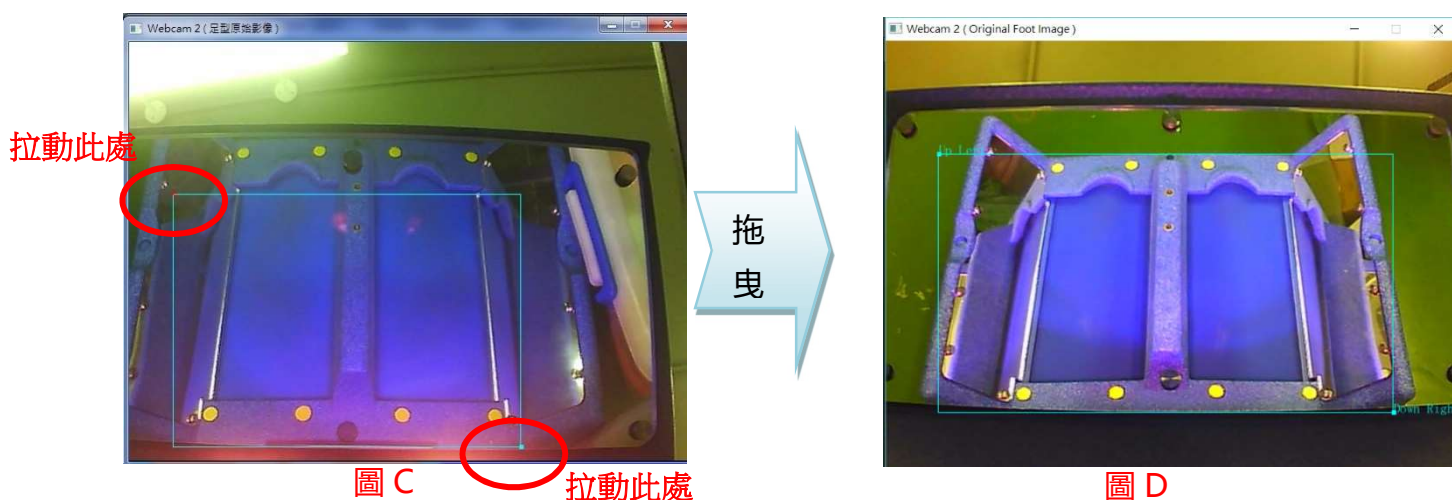 Webcam 2 ( 足型原始影像 )
拉動此處
拉動此處
圖 C
拖
曳
Webcam 2 ( Original Foot Image )
Up Left
Down Righ
圖 D